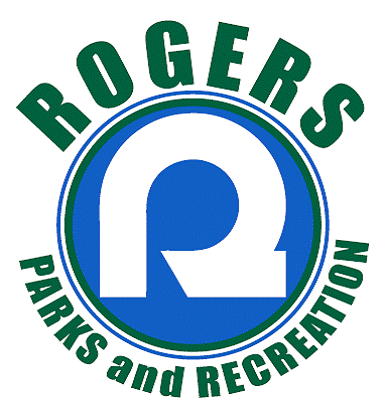 ROGERS
R
PARKS and RECREATION